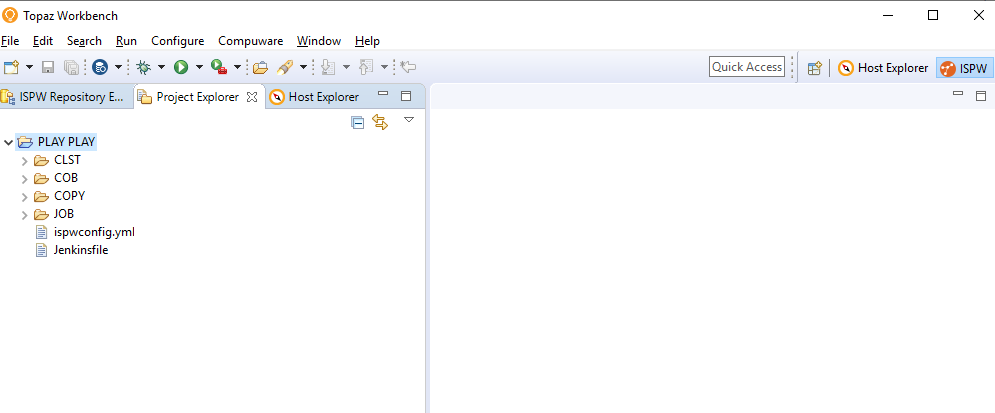 Topaz Workbench
File Edit Search Run Configure Compuware Window Help
Quick Access Host Explorer ISPW
ISPW Repository E... Project Explorer Host Explorer
PLAY PLAY
CLST
COB
COPY
JOB
ispwconfig.yml
Jenkinsfile